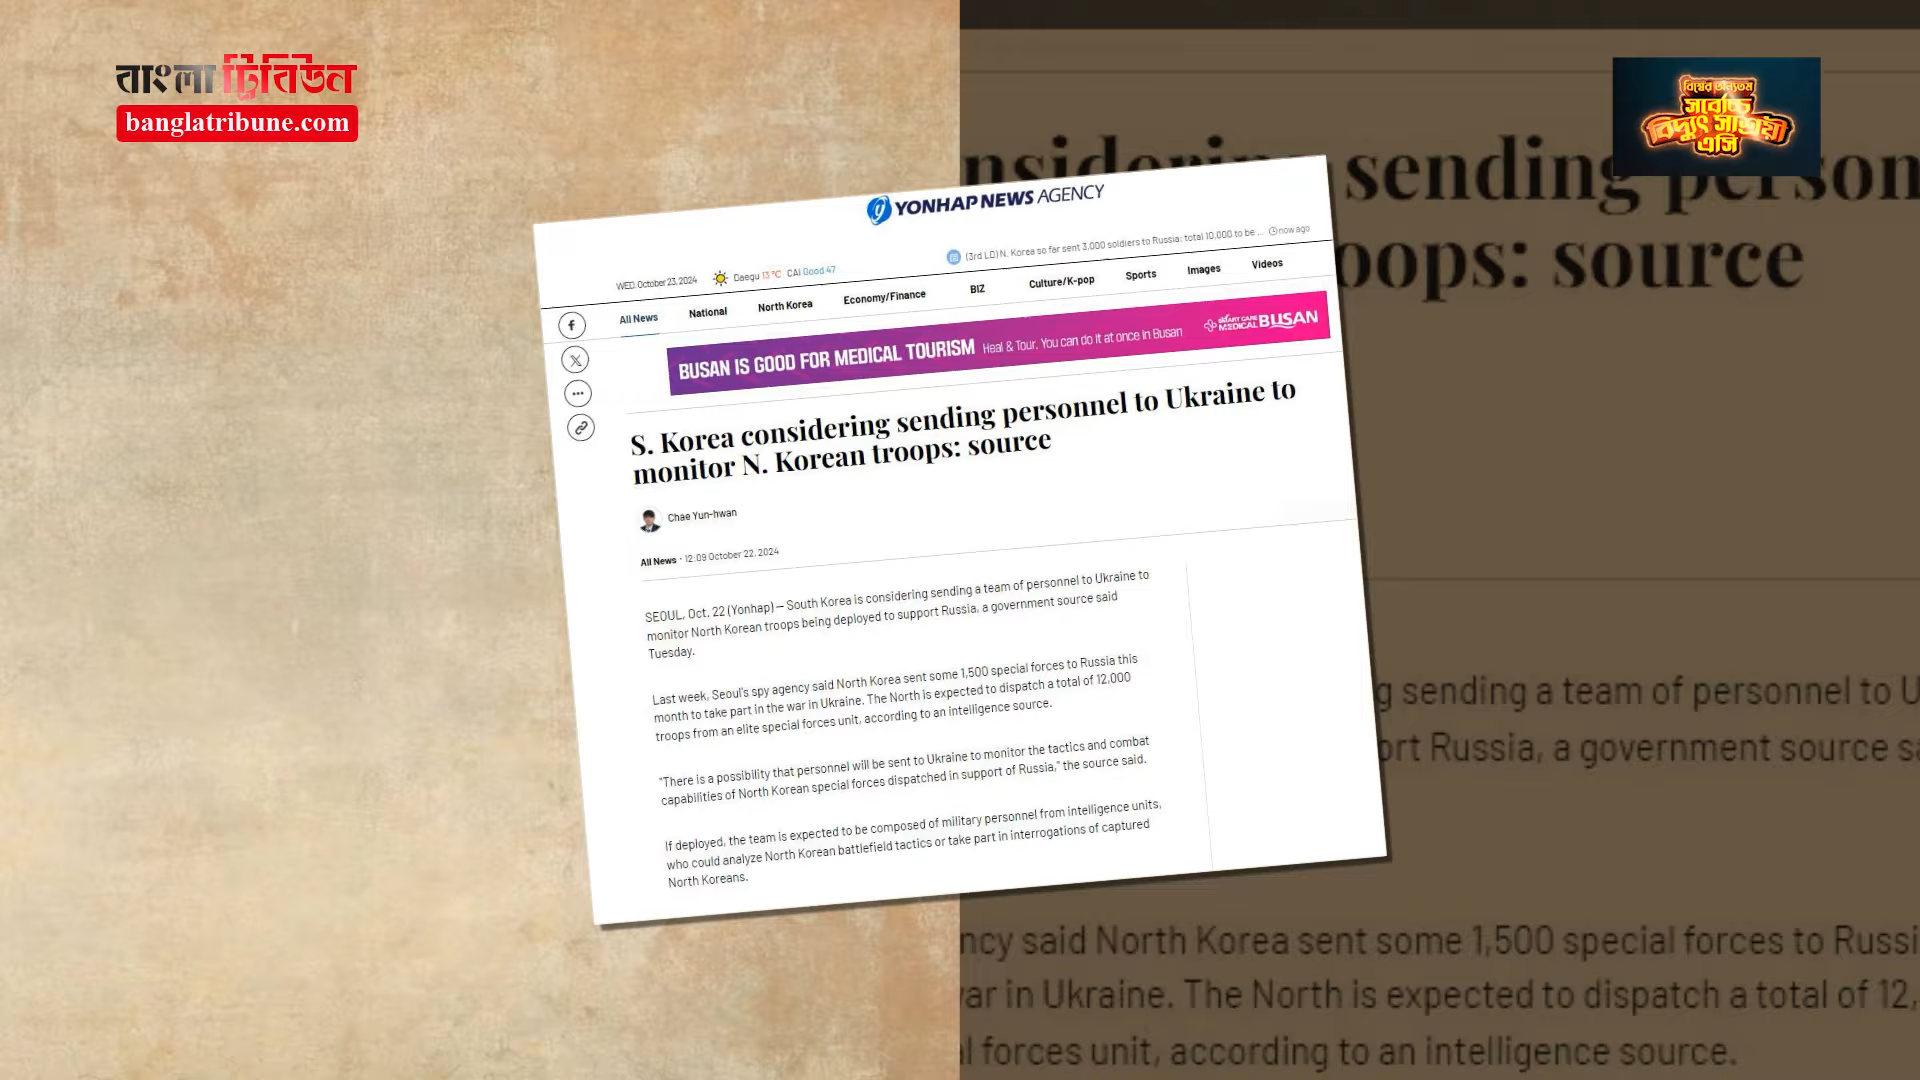 বাংলা ট্রিবিউন
banglatribune.com
বিশ্বের অন্যতম
সর্বোচ্চ
বিদ্যুৎ সাশ্রয়ী
এসি
YONHAP NEWS AGENCY
WED. October 23, 2024 Daegu 13 °C CAI Good 47
(3rd LD) N. Korea so far sent 3,000 soldiers to Russia; total 10,000 to be ... now ago
All News National North Korea Economy/Finance BIZ Culture/K-pop Sports Images Videos
BUSAN IS GOOD FOR MEDICAL TOURISM Heal & Tour, You can do it at once in Busan
SMART CARE
MEDICAL BUSAN
S. Korea considering sending personnel to Ukraine to
monitor N. Korean troops: source
Chae Yun-hwan
All News · 12:09 October 22, 2024
SEOUL, Oct. 22 (Yonhap) — South Korea is considering sending a team of personnel to Ukraine to
monitor North Korean troops being deployed to support Russia, a government source said
Tuesday.
Last week, Seoul's spy agency said North Korea sent some 1,500 special forces to Russia this
month to take part in the war in Ukraine. The North is expected to dispatch a total of 12,000
troops from an elite special forces unit, according to an intelligence source.
"There is a possibility that personnel will be sent to Ukraine to monitor the tactics and combat
capabilities of North Korean special forces dispatched in support of Russia," the source said.
If deployed, the team is expected to be composed of military personnel from intelligence units,
who could analyze North Korean battlefield tactics or take part in interrogations of captured
North Koreans.
sending person
oops: source
g sending a team of personnel to U
ort Russia, a government source sa
ncy said North Korea sent some 1,500 special forces to Russi
var in Ukraine. The North is expected to dispatch a total of 12,
l forces unit, according to an intelligence source.